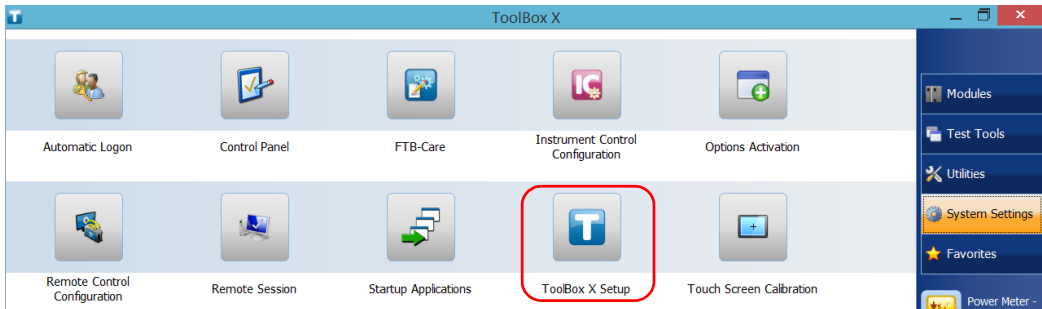 ToolBox X
Modules
Automatic Logon
Control Panel
FTB-Care
Instrument Control
Configuration
Options Activation
Test Tools
Utilities
System Settings
Remote Control
Configuration
Remote Session
Startup Applications
ToolBox X Setup
Touch Screen Calibration
Favorites
Power Meter -